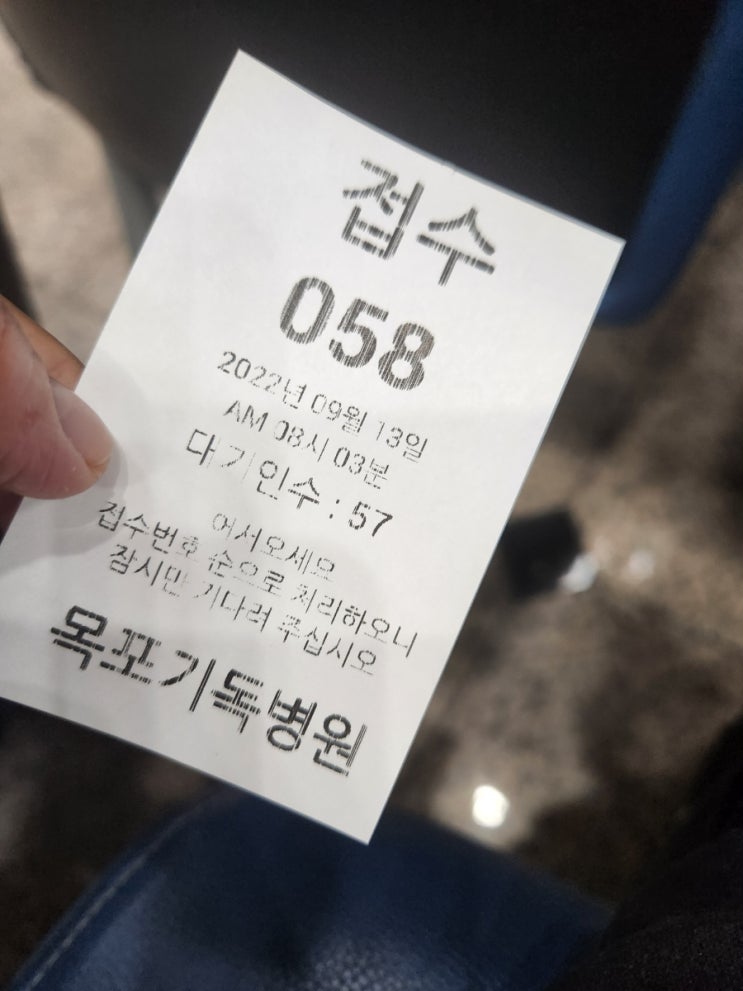 접수
058
2022년 09월 13일
AM 08시 03분
대기인수 : 57
어서오세요
접수번호 순으로 처리하오니
잠시만 기다려 주십시오
목포기독병원